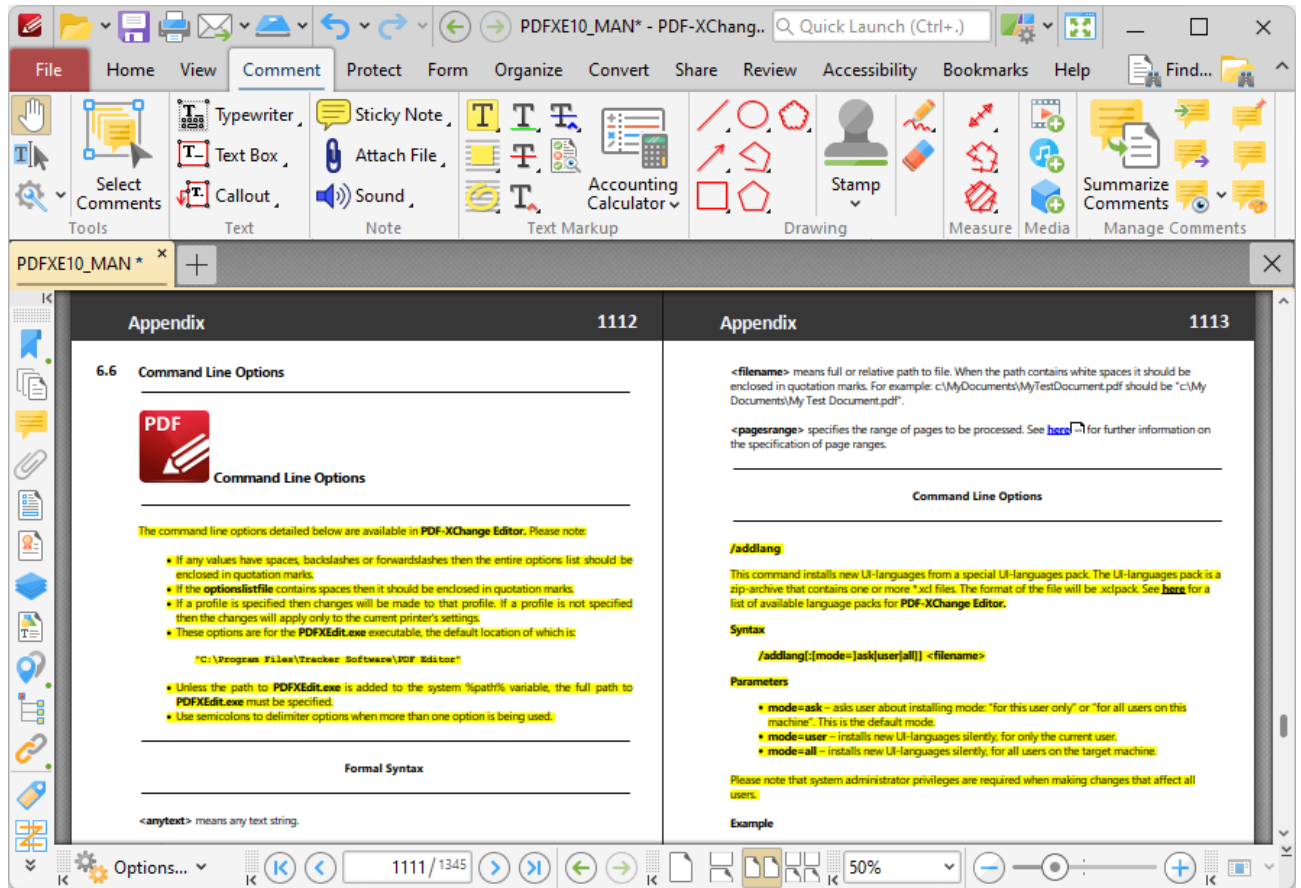 PDFXE10_MAN* - PDF-XChang.. Quick Launch (Ctrl+.)
File Home View Comment Protect Form Organize Convert Share Review Accessibility Bookmarks Help Find...
Select Comments
Typewriter
Text Box
Callout
Sticky Note
Attach File
Sound
Accounting Calculator
Stamp
Summarize Comments
Tools Text Note Text Markup Drawing Measure Media Manage Comments
PDFXE10_MAN *
Appendix 1112
6.6 Command Line Options
PDF
Command Line Options
The command line options detailed below are available in PDF-XChange Editor. Please note:
• If any values have spaces, backslashes or forwardslashes then the entire options list should be
enclosed in quotation marks.
• If the optionslistfile contains spaces then it should be enclosed in quotation marks.
• If a profile is specified then changes will be made to that profile. If a profile is not specified
then the changes will apply only to the current printer's settings.
• These options are for the PDFXEdit.exe executable, the default location of which is:
"C:\Program Files\Tracker Software\PDF Editor"
• Unless the path to PDFXEdit.exe is added to the system %path% variable, the full path to
PDFXEdit.exe must be specified.
• Use semicolons to delimiter options when more than one option is being used.
Formal Syntax
<anytext> means any text string.
Appendix 1113
<filename> means full or relative path to file. When the path contains white spaces it should be
enclosed in quotation marks. For example: c:\MyDocuments\MyTestDocument.pdf should be "c:\My
Documents\My Test Document.pdf".
<pagesrange> specifies the range of pages to be processed. See here for further information on
the specification of page ranges.
Command Line Options
/addlang
This command installs new UI-languages from a special UI-languages pack. The UI-languages pack is a
zip-archive that contains one or more *.xcl files. The format of the file will be .xclpack. See here for a
list of available language packs for PDF-XChange Editor.
Syntax
/addlang[:[mode=]ask|user|all]] <filename>
Parameters
• mode=ask – asks user about installing mode: "for this user only" or "for all users on this
machine". This is the default mode.
• mode=user – installs new UI-languages silently, for only the current user.
• mode=all – installs new UI-languages silently, for all users on the target machine.
Please note that system administrator privileges are required when making changes that affect all
users.
Example
Options... 1111 / 1345 50%